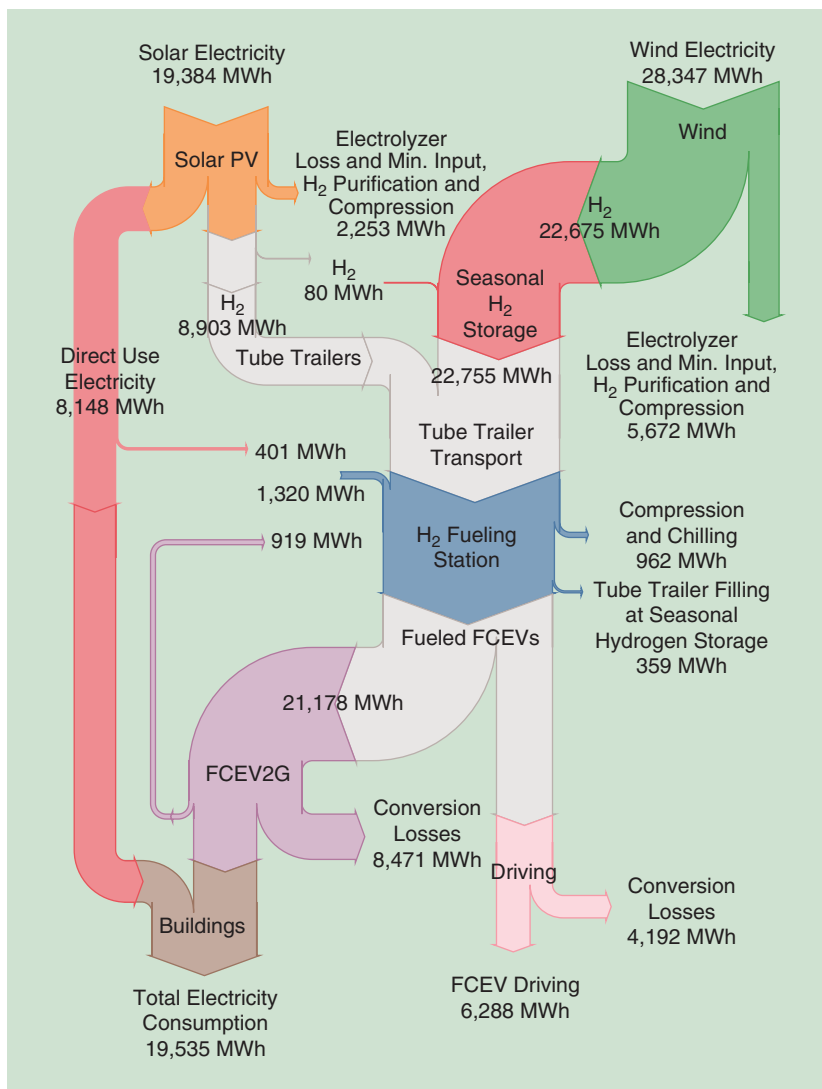 Solar Electricity
19,384 MWh
Wind Electricity
28,347 MWh
Solar PV
Electrolyzer
Loss and Min. Input,
H2 Purification and
Compression
2,253 MWh
Wind
H2
22,675 MWh
H2
80 MWh
Seasonal
H2
Storage
H2
8,903 MWh
Tube Trailers
22,755 MWh
Electrolyzer
Loss and Min. Input,
H2 Purification and
Compression
5,672 MWh
Direct Use
Electricity
8,148 MWh
Tube Trailer
Transport
401 MWh
1,320 MWh
919 MWh
H2 Fueling
Station
Compression
and Chilling
962 MWh
Tube Trailer Filling
at Seasonal
Hydrogen Storage
359 MWh
Fueled FCEVs
21,178 MWh
FCEV2G
Conversion
Losses
8,471 MWh
Driving
Conversion
Losses
4,192 MWh
Buildings
Total Electricity
Consumption
19,535 MWh
FCEV Driving
6,288 MWh